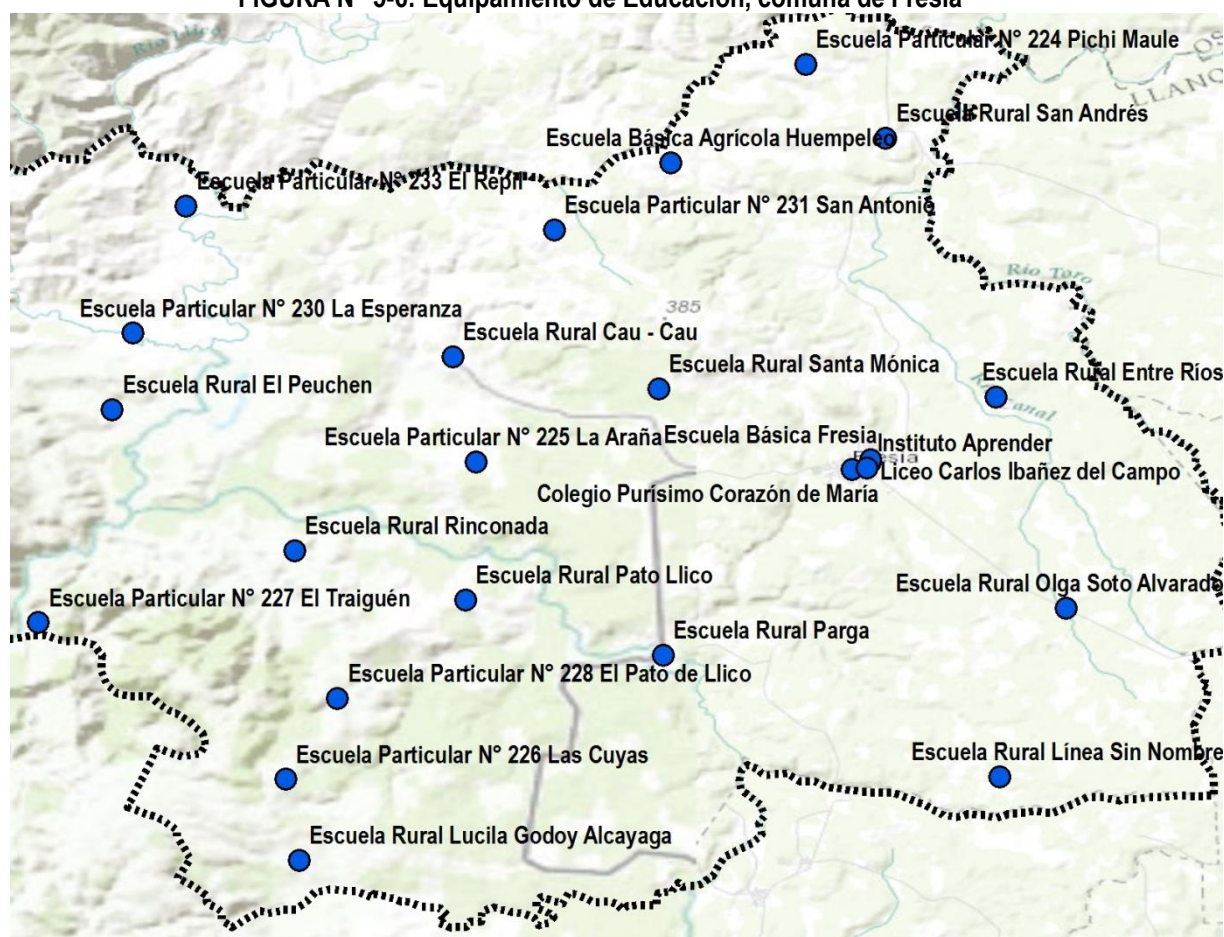 FIGURA N° 5-6: Equipamiento de Educación, comuna de Fresia
Río Llico
Escuela Particular N° 224 Pichi Maule
LOS
LLANQ
Escuela Rural San Andrés
Escuela Básica Agrícola Huempeleo
Escuela Particular N° 233 El Repil
Escuela Particular N° 231 San Antonio
Río Toro
Escuela Particular N° 230 La Esperanza
385
Escuela Rural Cau - Cau
Escuela Rural Santa Mónica
Escuela Rural Entre Ríos
Escuela Rural El Peuchen
Canal
Escuela Particular N° 225 La Araña
Escuela Básica Fresia
Instituto Aprender
Fresia
Liceo Carlos Ibañez del Campo
Colegio Purísimo Corazón de María
Escuela Rural Rinconada
Escuela Rural Pato Llico
Escuela Rural Olga Soto Alvarado
Escuela Particular N° 227 El Traiguén
Escuela Rural Parga
Escuela Particular N° 228 El Pato de Llico
Escuela Particular N° 226 Las Cuyas
Escuela Rural Línea Sin Nombre
Escuela Rural Lucila Godoy Alcayaga